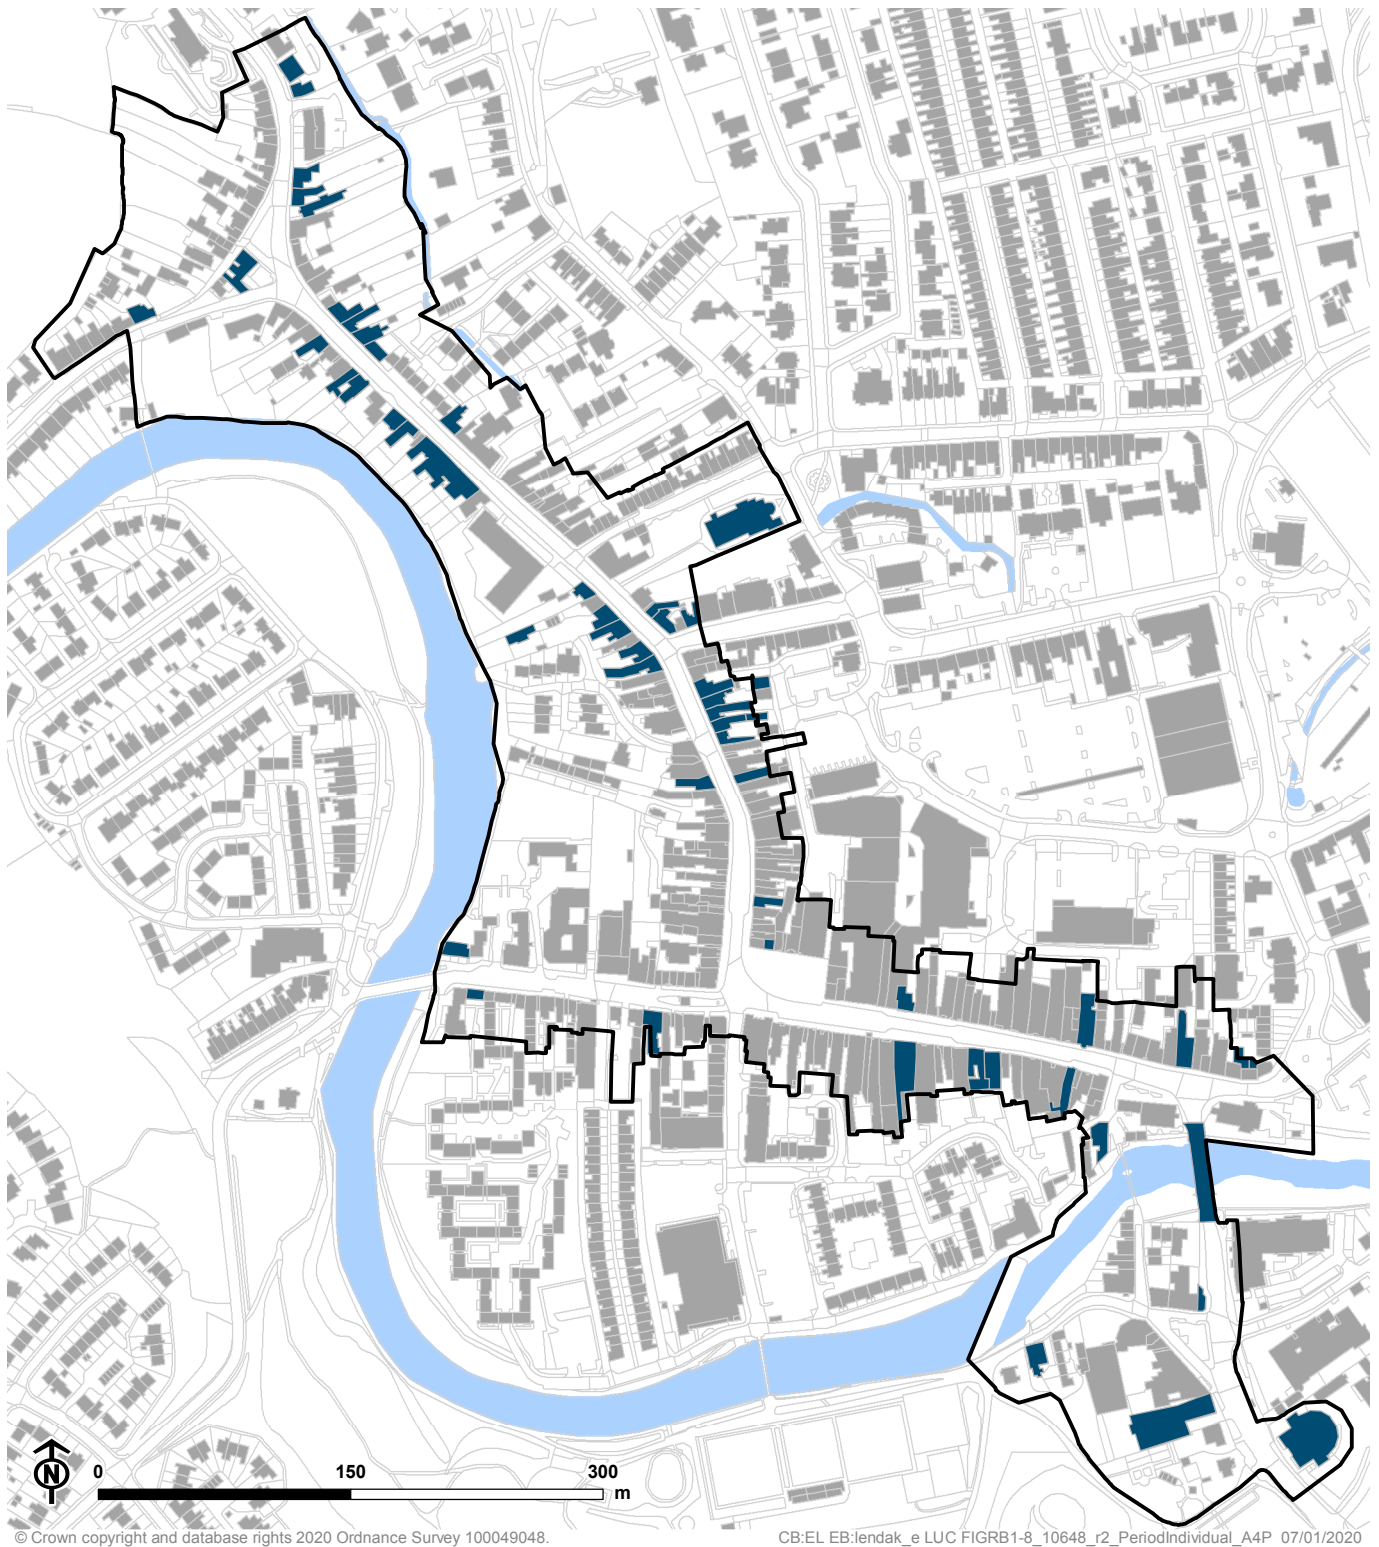 N
0 150 300
m
© Crown copyright and database rights 2020 Ordnance Survey 100049048. CB:EL EB:lendak_e LUC FIGRB1-8_10648_r2_PeriodIndividual_A4P 07/01/2020